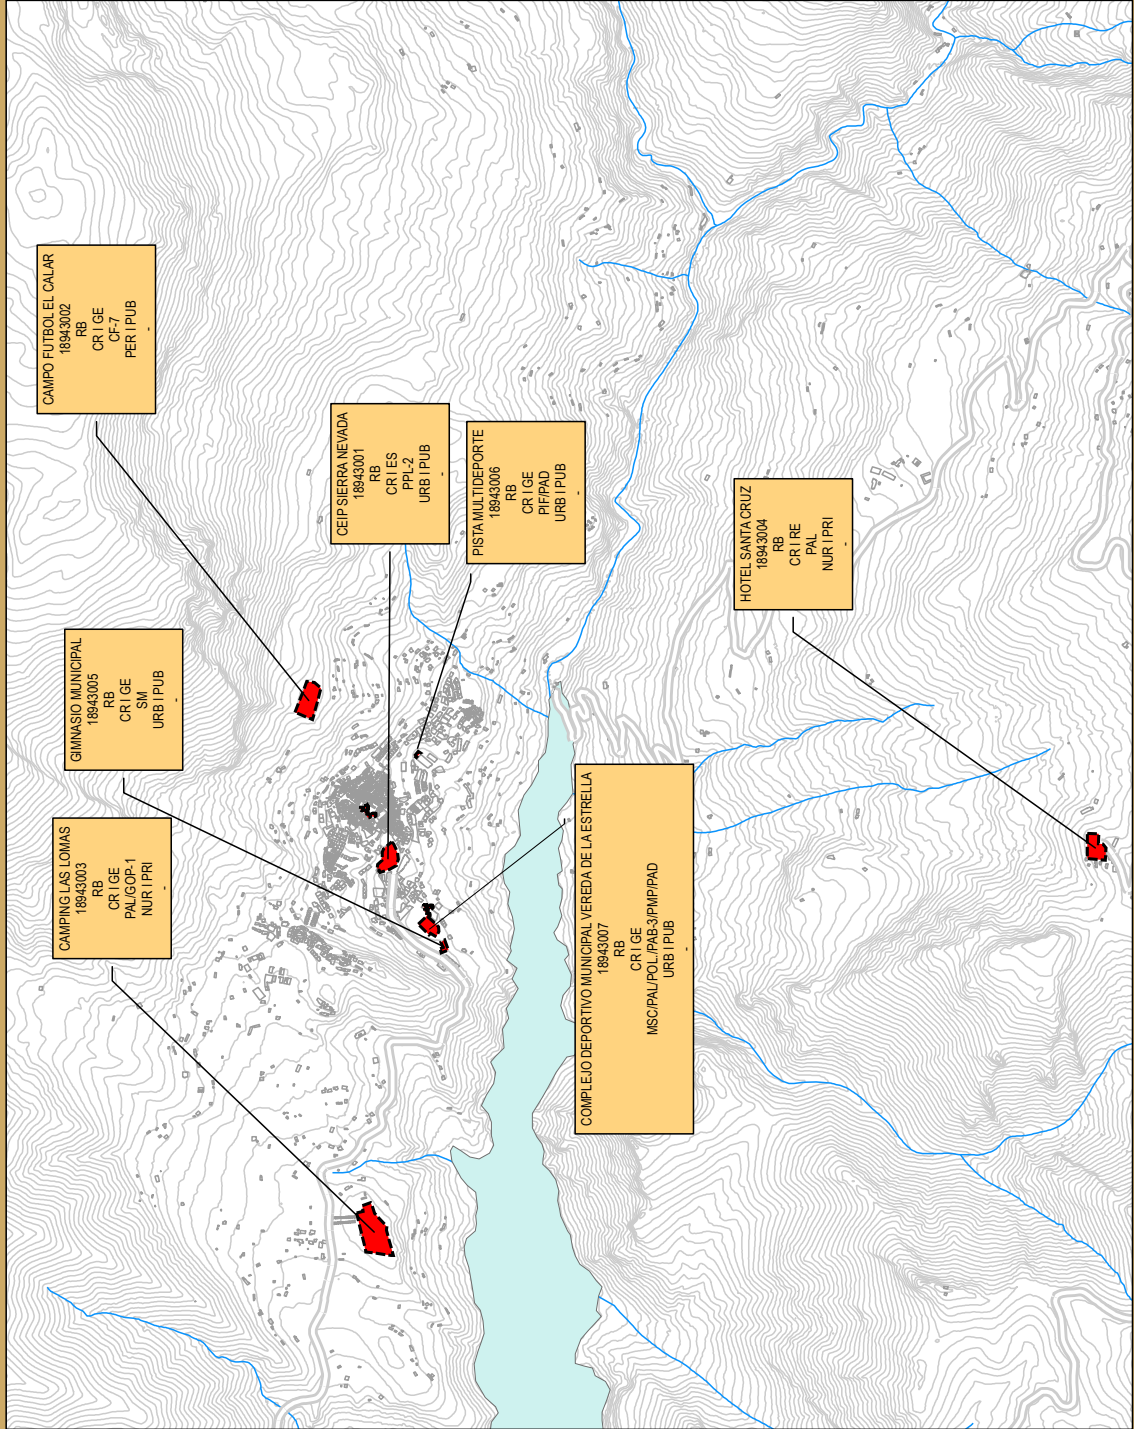 CAMPING LAS LOMAS
18943003
RB
CR I GE
PAL/GOP-1
NUR I PRI
-
GIMNASIO MUNICIPAL
18943005
RB
CR I GE
SM
URB I PUB
-
CAMPO FUTBOL EL CALAR
18943002
RB
CR I GE
CF-7
PER I PUB
-
CEIP SIERRA NEVADA
18943001
RB
CR I ES
PPL-2
URB I PUB
-
PISTA MULTIDEPORTE
18943006
RB
CR I GE
PIF/PAD
URB I PUB
-
COMPLEJO DEPORTIVO MUNICIPAL VEREDA DE LA ESTRELLA
18943007
RB
CR I GE
MSC/PAL/POL./PAB-3/PMP/PAD
URB I PUB
-
HOTEL SANTA CRUZ
18943004
RB
CR I RE
PAL
NUR I PRI
-